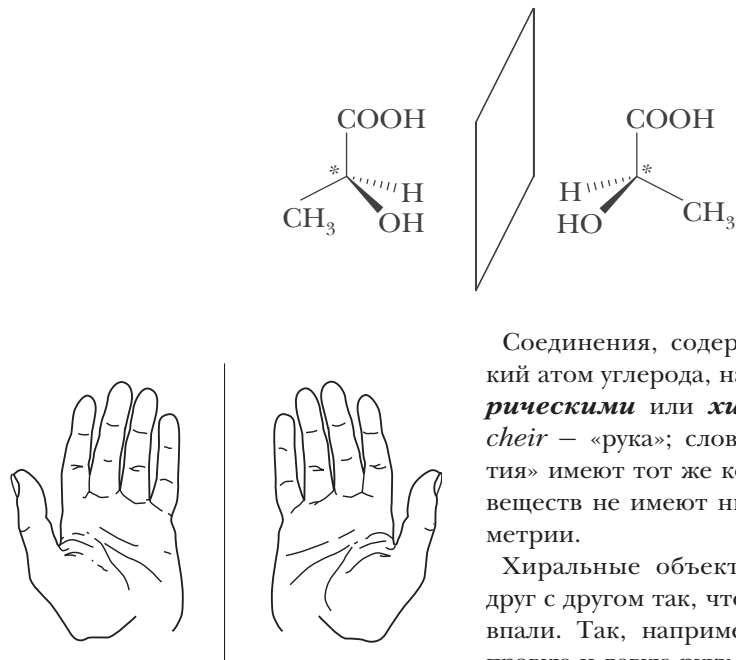 COOH
*
H
CH₃
OH
COOH
*
H
HO
CH₃
Соединения, содер
кий атом углерода, на
рическими или хи
cheir – «рука»; слов
тия» имеют тот же ко
веществ не имеют ни
метрии.
Хиральные объект
друг с другом так, что
впали. Так, наприме